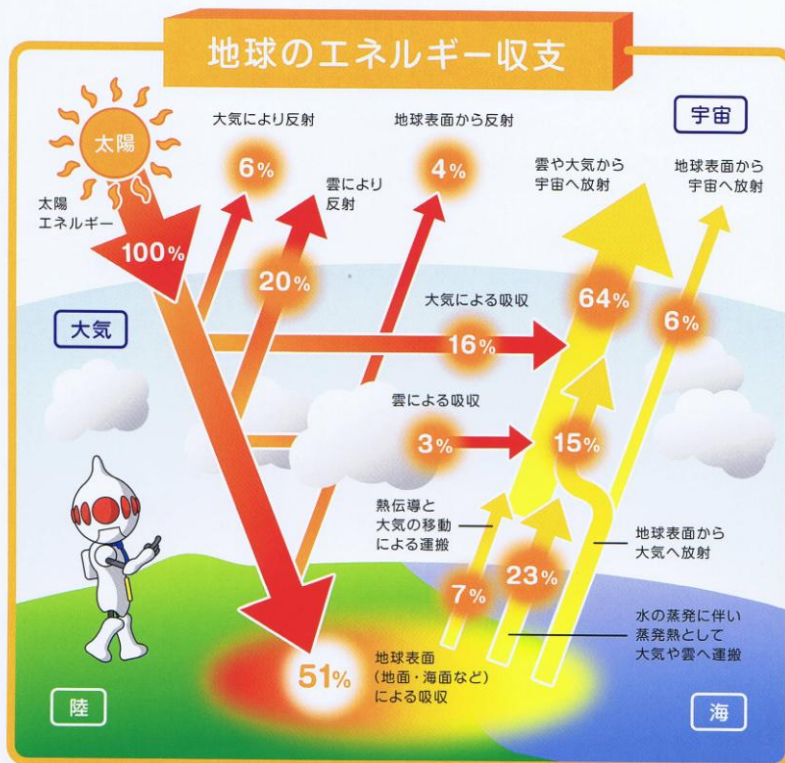 地球のエネルギー収支
太陽
太陽
エネルギー
100%
大気により反射
6%
雲により
反射
20%
地球表面から反射
4%
宇宙
雲や大気から
宇宙へ放射
64%
地球表面から
宇宙へ放射
6%
大気
大気による吸収
16%
雲による吸収
3%
15%
熱伝導と
大気の移動
による運搬
7%
23%
地球表面から
大気へ放射
水の蒸発に伴い
蒸発熱として
大気や雲へ運搬
51%
地球表面
(地面・海面など)
による吸収
陸
海